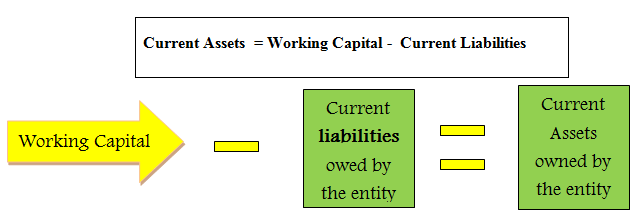 Current Assets = Working Capital - Current Liabilities
Working Capital
Current
liabilities
owed by
the entity
Current
Assets
owned by
the entity